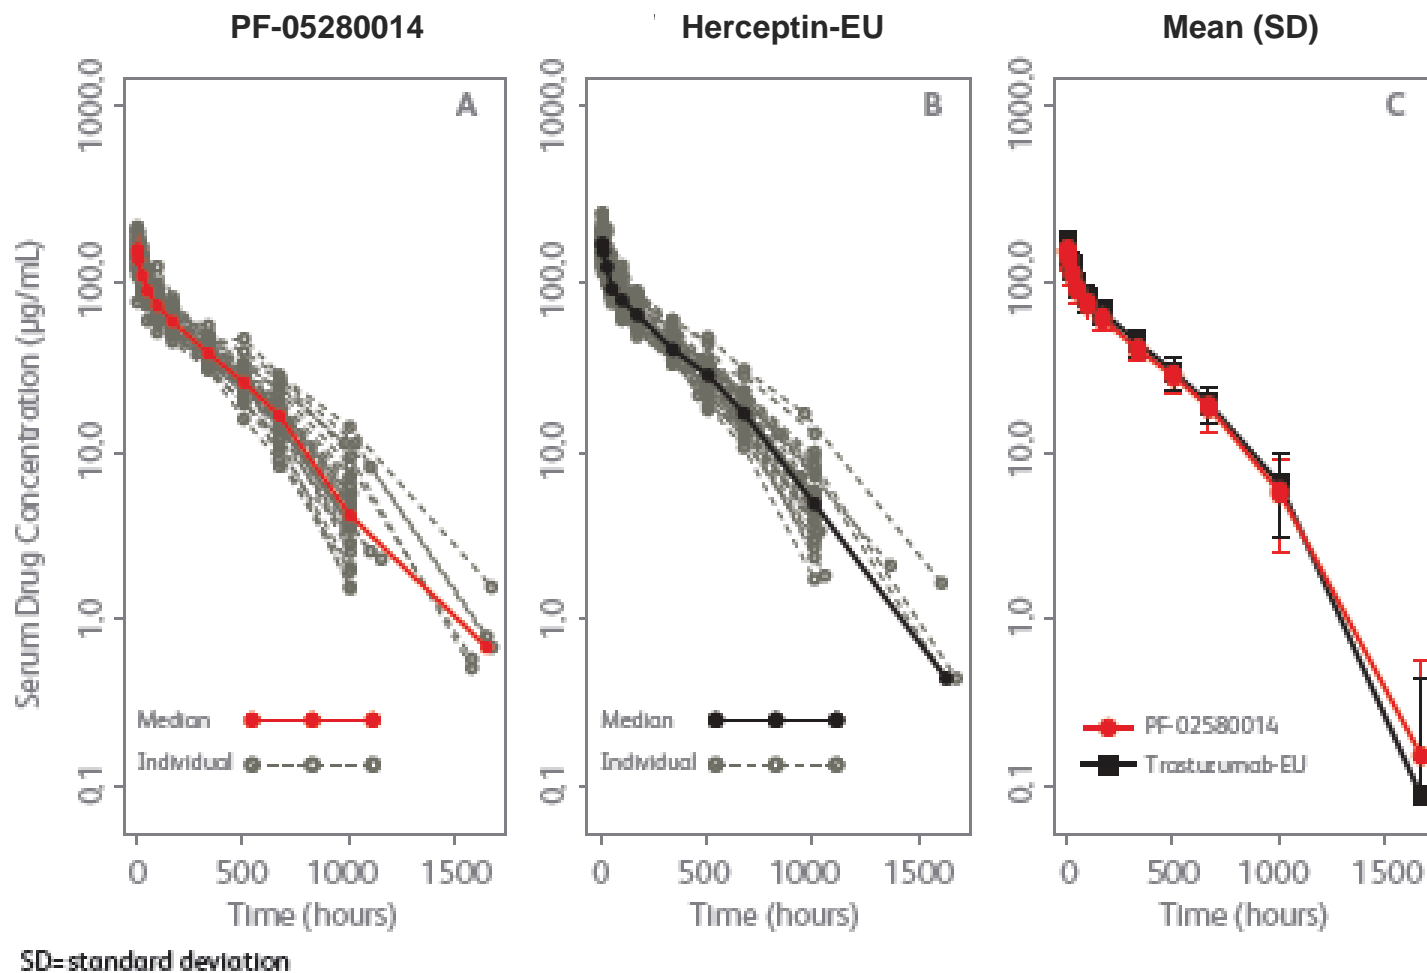 PF-05280014 Herceptin-EU Mean (SD)
A B C
Serum Drug Concentration (µg/mL)
1000.0 100.0 10.0 1.0 0.1
1000.0 100.0 10.0 1.0 0.1
1000.0 100.0 10.0 1.0 0.1
Median
Individual
Median
Individual
PF-02580014
Trastuzumab-EU
0 500 1000 1500
0 500 1000 1500
0 500 1000 1500
Time (hours) Time (hours) Time (hours)
SD=standard deviation